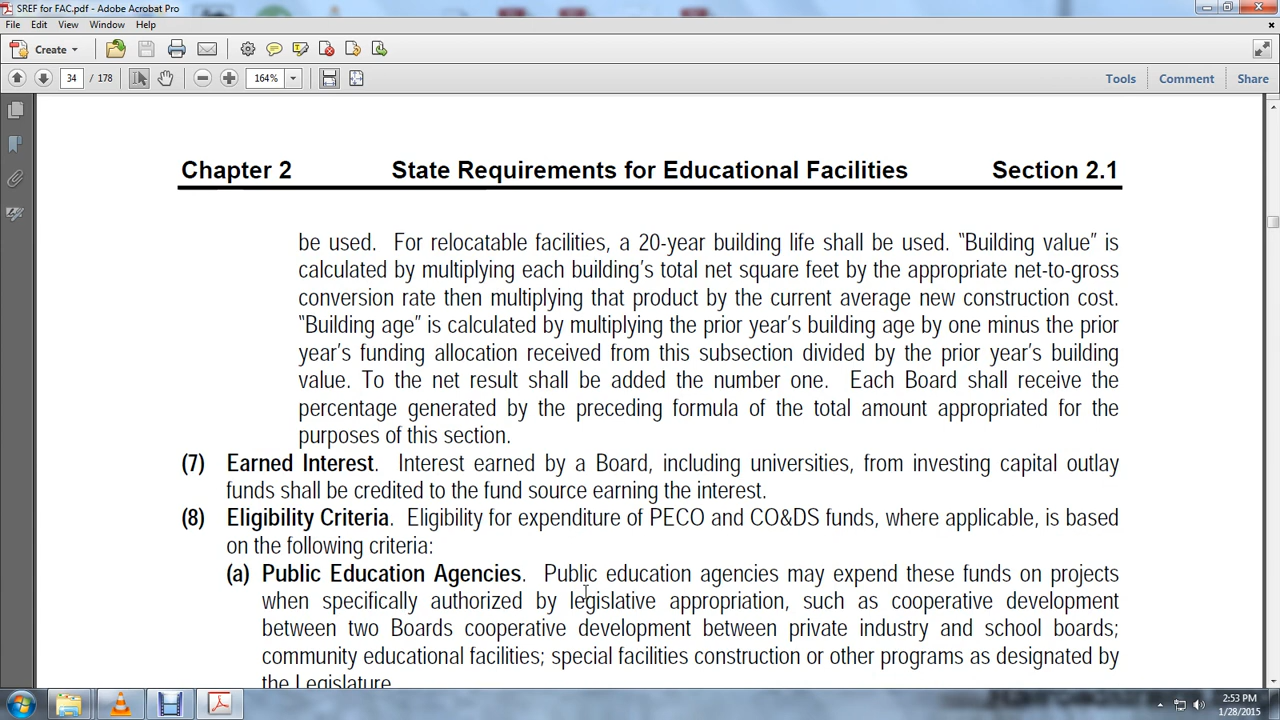 SREF for FAC.pdf - Adobe Acrobat Pro
File Edit View Window Help
Create
34 / 178 164% Tools Comment Share
Chapter 2 State Requirements for Educational Facilities Section 2.1
be used. For relocatable facilities, a 20-year building life shall be used. “Building value” is
calculated by multiplying each building’s total net square feet by the appropriate net-to-gross
conversion rate then multiplying that product by the current average new construction cost.
“Building age” is calculated by multiplying the prior year’s building age by one minus the prior
year’s funding allocation received from this subsection divided by the prior year’s building
value. To the net result shall be added the number one. Each Board shall receive the
percentage generated by the preceding formula of the total amount appropriated for the
purposes of this section.
(7) Earned Interest. Interest earned by a Board, including universities, from investing capital outlay
funds shall be credited to the fund source earning the interest.
(8) Eligibility Criteria. Eligibility for expenditure of PECO and CO&DS funds, where applicable, is based
on the following criteria:
(a) Public Education Agencies. Public education agencies may expend these funds on projects
when specifically authorized by legislative appropriation, such as cooperative development
between two Boards cooperative development between private industry and school boards;
community educational facilities; special facilities construction or other programs as designated by
the Legislature.
2:53 PM
1/28/2015